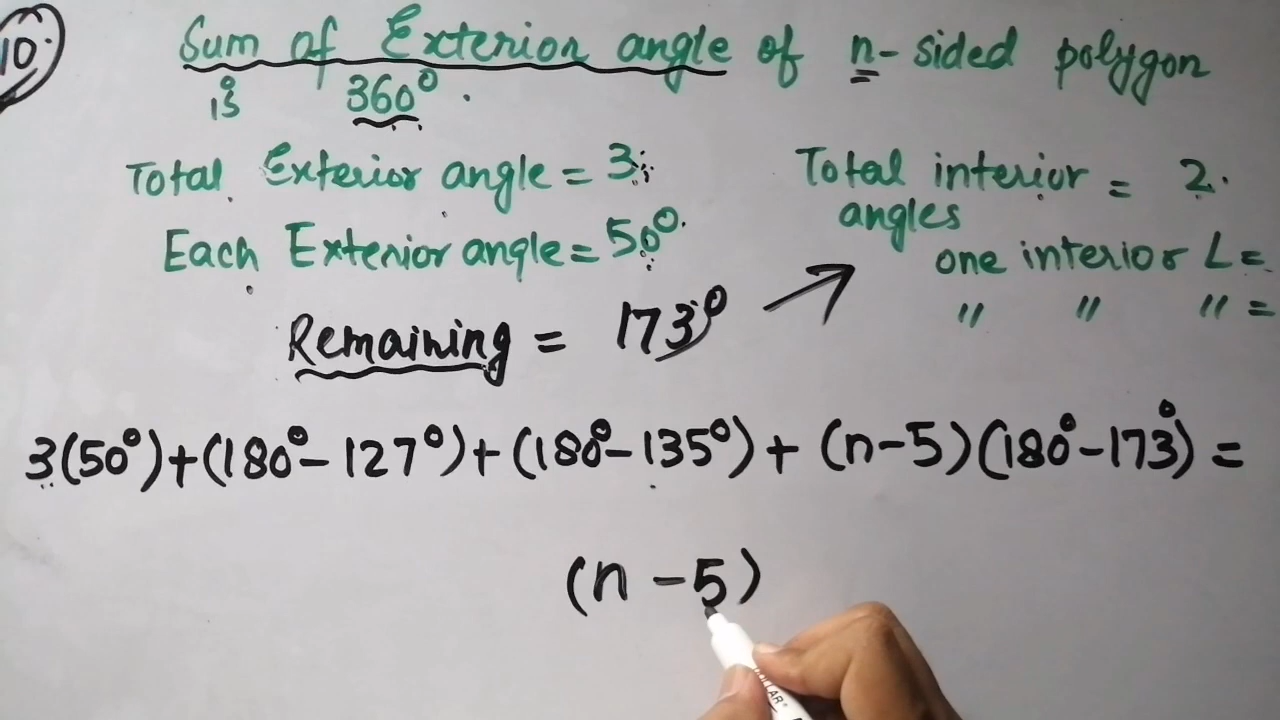 10.
Sum of Exterior angle of n-sided polygon
is 360°.
Total Exterior angle = 3
Each Exterior angle = 50°
Total interior angles = 2.
one interior L =
" " " =
Remaining = 173°
3(50°)+(180°-127°)+(180°-135°)+(n-5)(180°-173°)=
(n-5)